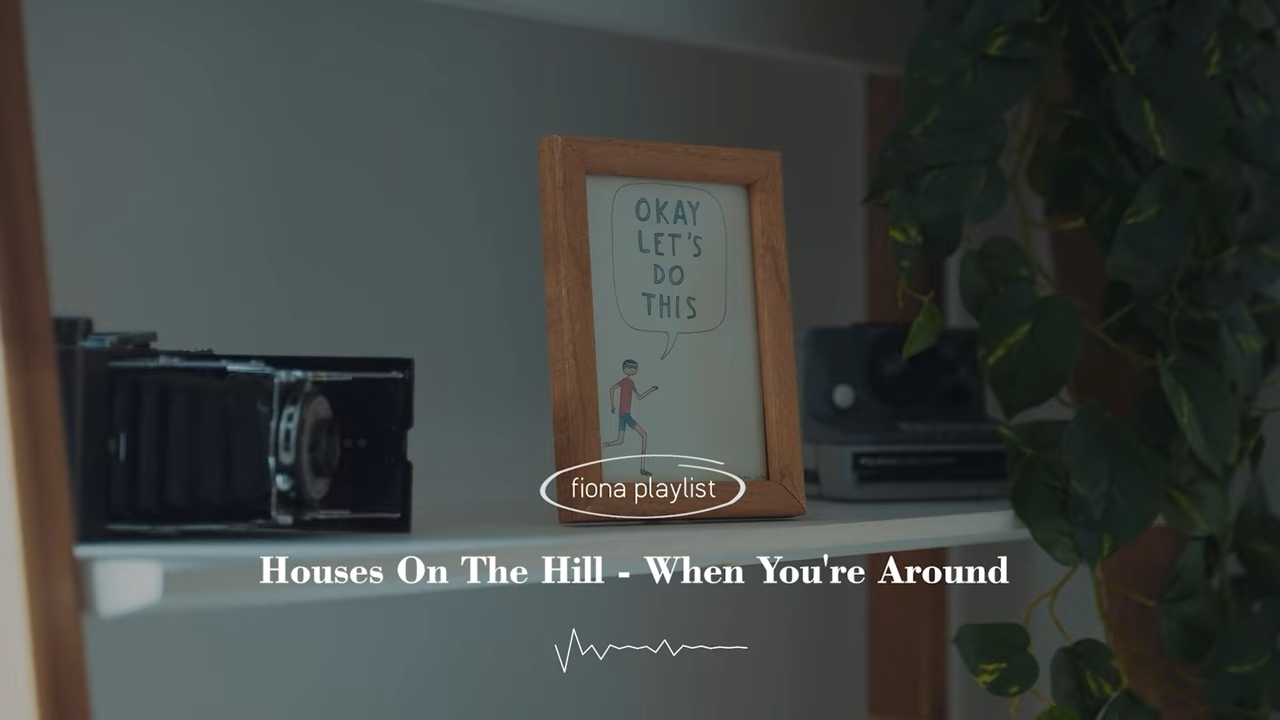 OKAY
LET'S
DO
THIS
fiona playlist
Houses On The Hill - When You're Around